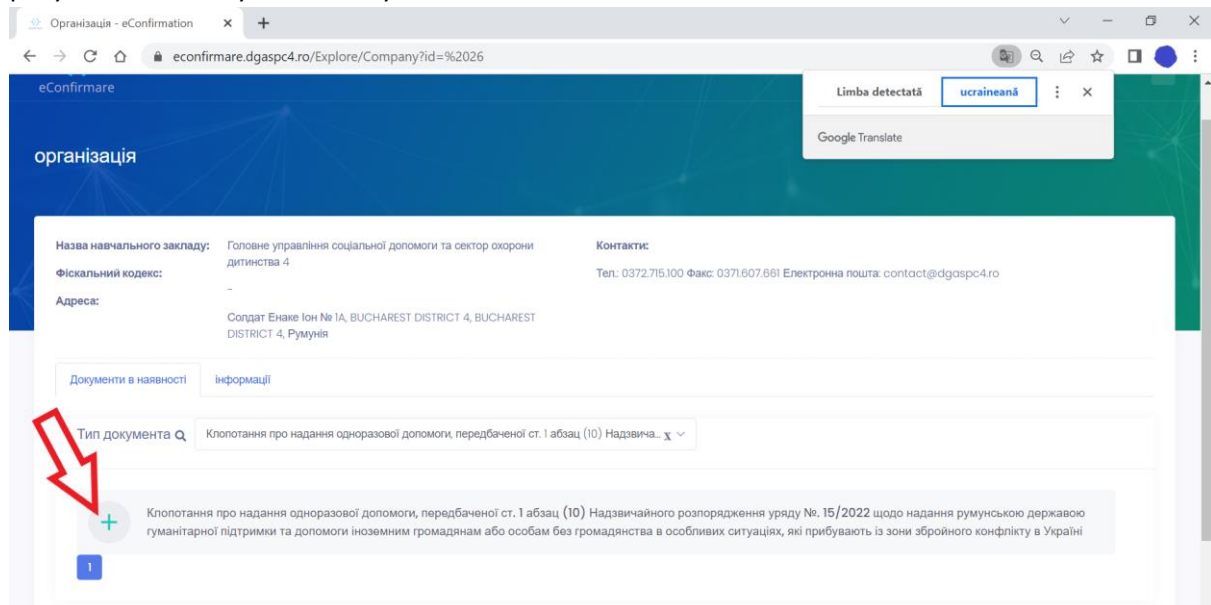 Організація - eConfirmation
econfirmare.dgaspc4.ro/Explore/Company?id=%2026
eConfirmare
Limba detectată ucraineană
Google Translate
організація
Назва навчального закладу: Головне управління соціальної допомоги та сектор охорони
дитинства 4
Фіскальний кодекс:
-
Адреса:
Солдат Енаке Іон № 1A, BUCHAREST DISTRICT 4, BUCHAREST
DISTRICT 4, Румунія
Контакти:
Тел.: 0372.715.100 Факс: 0371.607.661 Електронна пошта: contact@dgaspc4.ro
Документи в наявності інформації
Тип документа Клопотання про надання одноразової допомоги, передбаченої ст. 1 абзац (10) Надзвича... x
Клопотання про надання одноразової допомоги, передбаченої ст. 1 абзац (10) Надзвичайного розпорядження уряду №. 15/2022 щодо надання румунською державою
гуманітарної підтримки та допомоги іноземним громадянам або особам без громадянства в особливих ситуаціях, які прибувають із зони збройного конфлікту в Україні
1